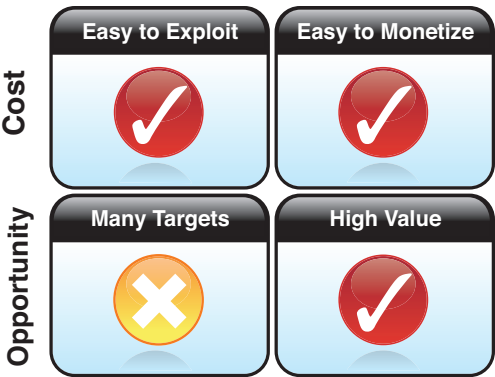 Cost
Easy to Exploit
Easy to Monetize
Opportunity
Many Targets
High Value